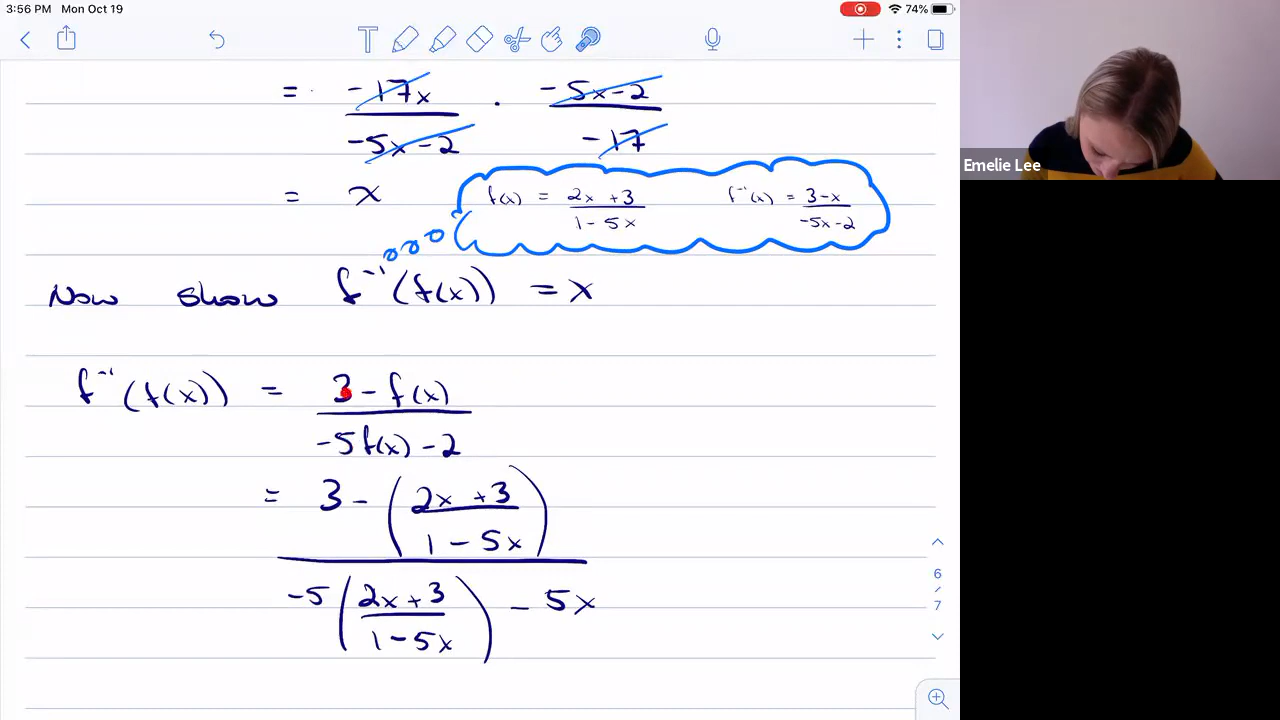 3:56 PM Mon Oct 19
74%
T
= -17x / -5x-2 · -5x-2 / -17
= x
f(x) = 2x+3 / 1-5x f⁻¹(x) = 3-x / -5x-2
Now show f⁻¹(f(x)) = x
f⁻¹(f(x)) = 3-f(x) / -5f(x)-2
= 3-(2x+3 / 1-5x) / -5(2x+3 / 1-5x) - 5x
6
/
7
Emelie Lee